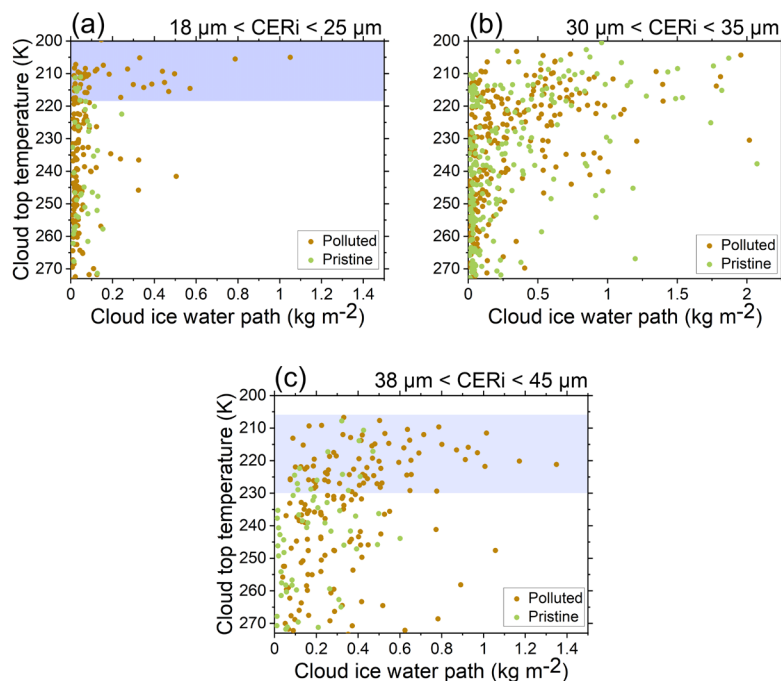 (a)
18 µm < CERi < 25 µm
Cloud top temperature (K)
200
210
220
230
240
250
260
270
Polluted
Pristine
0 0.2 0.4 0.6 0.8 1 1.2 1.4
Cloud ice water path (kg m-2)
(b)
30 µm < CERi < 35 µm
200
210
220
230
240
250
260
270
Polluted
Pristine
0 0.5 1 1.5 2
Cloud ice water path (kg m-2)
(c)
38 µm < CERi < 45 µm
Cloud top temperature (K)
200
210
220
230
240
250
260
270
Polluted
Pristine
0 0.2 0.4 0.6 0.8 1 1.2 1.4
Cloud ice water path (kg m-2)